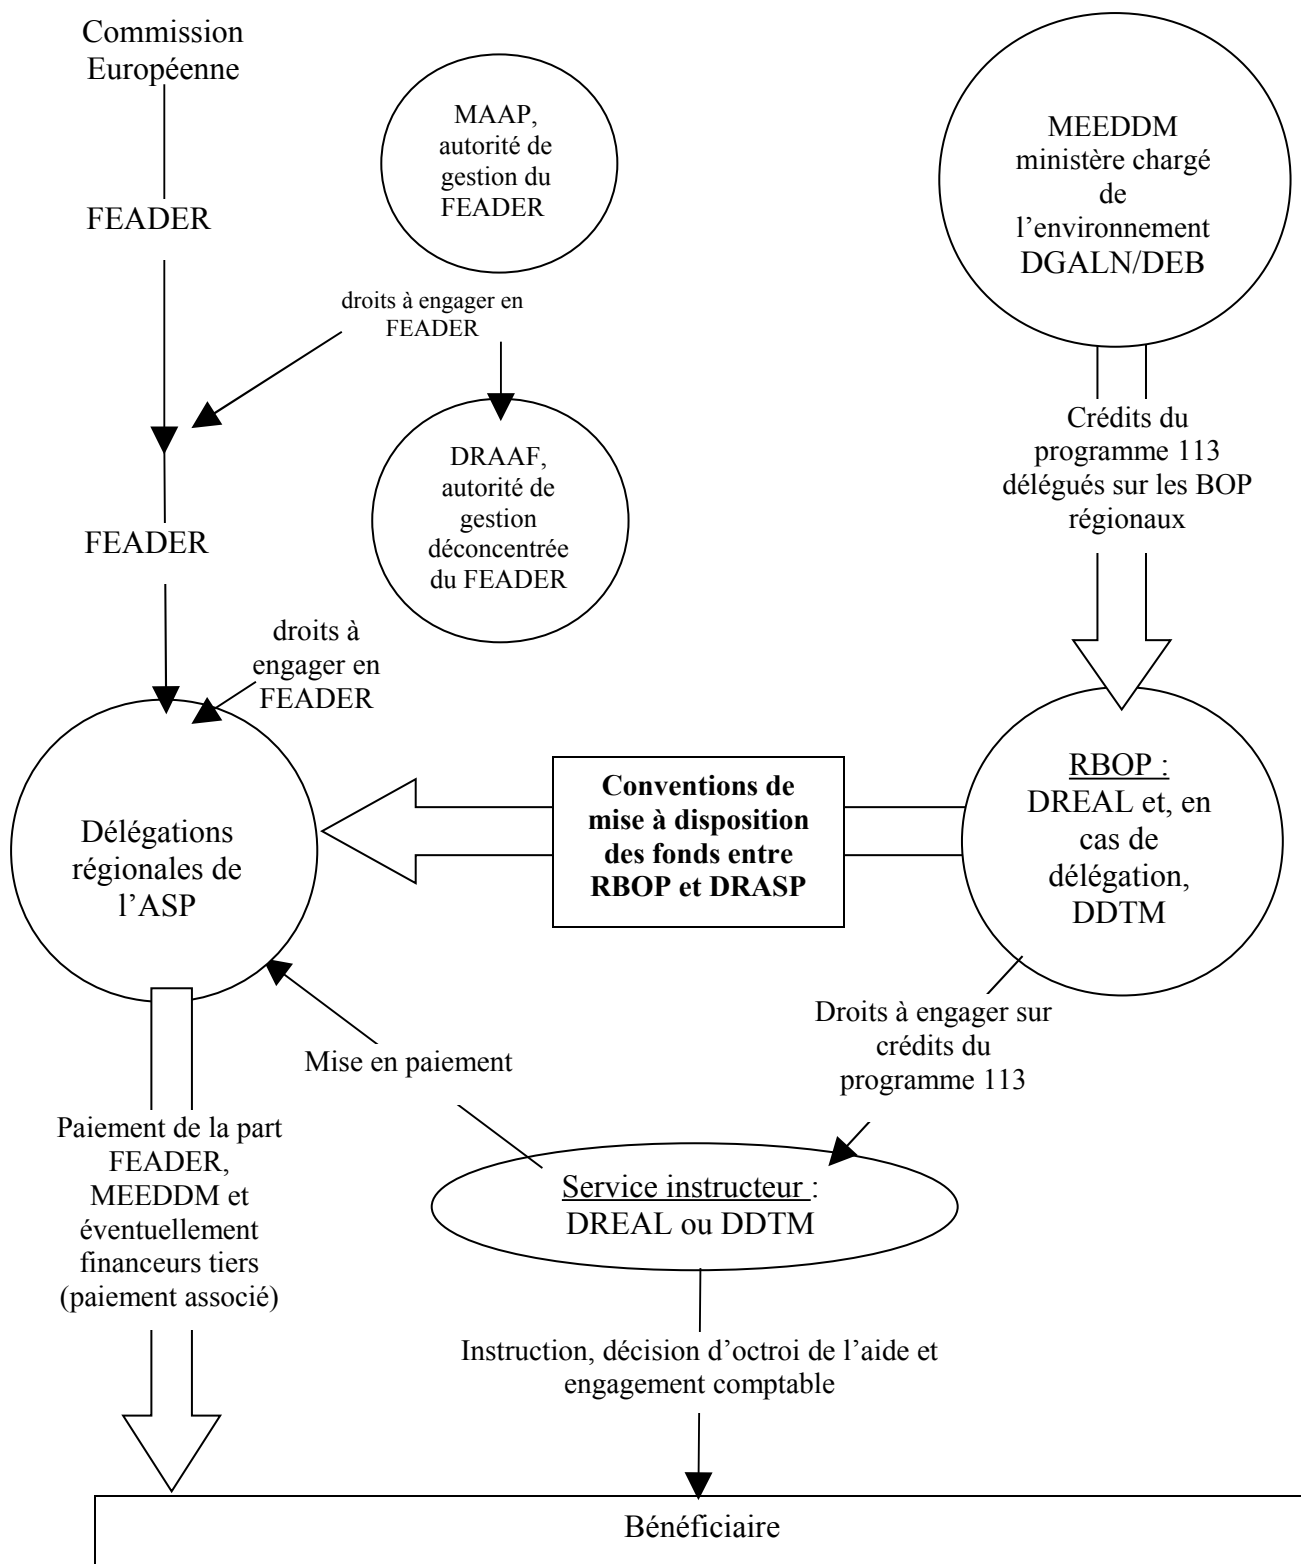 Commission
Européenne
MAAP,
autorité de
gestion du
FEADER
MEEDDM
ministère chargé
de
l’environnement
DGALN/DEB
FEADER
droits à engager en
FEADER
Crédits du
programme 113
délégués sur les BOP
régionaux
DRAAF,
autorité de
gestion
déconcentrée
du FEADER
FEADER
droits à
engager en
FEADER
Délégations
régionales de
l’ASP
Conventions de
mise à disposition
des fonds entre
RBOP et DRASP
RBOP :
DREAL et, en
cas de
délégation,
DDTM
Mise en paiement
Droits à engager sur
crédits du
programme 113
Paiement de la part
FEADER,
MEEDDM et
éventuellement
financeurs tiers
(paiement associé)
Service instructeur :
DREAL ou DDTM
Instruction, décision d’octroi de l’aide et
engagement comptable
Bénéficiaire